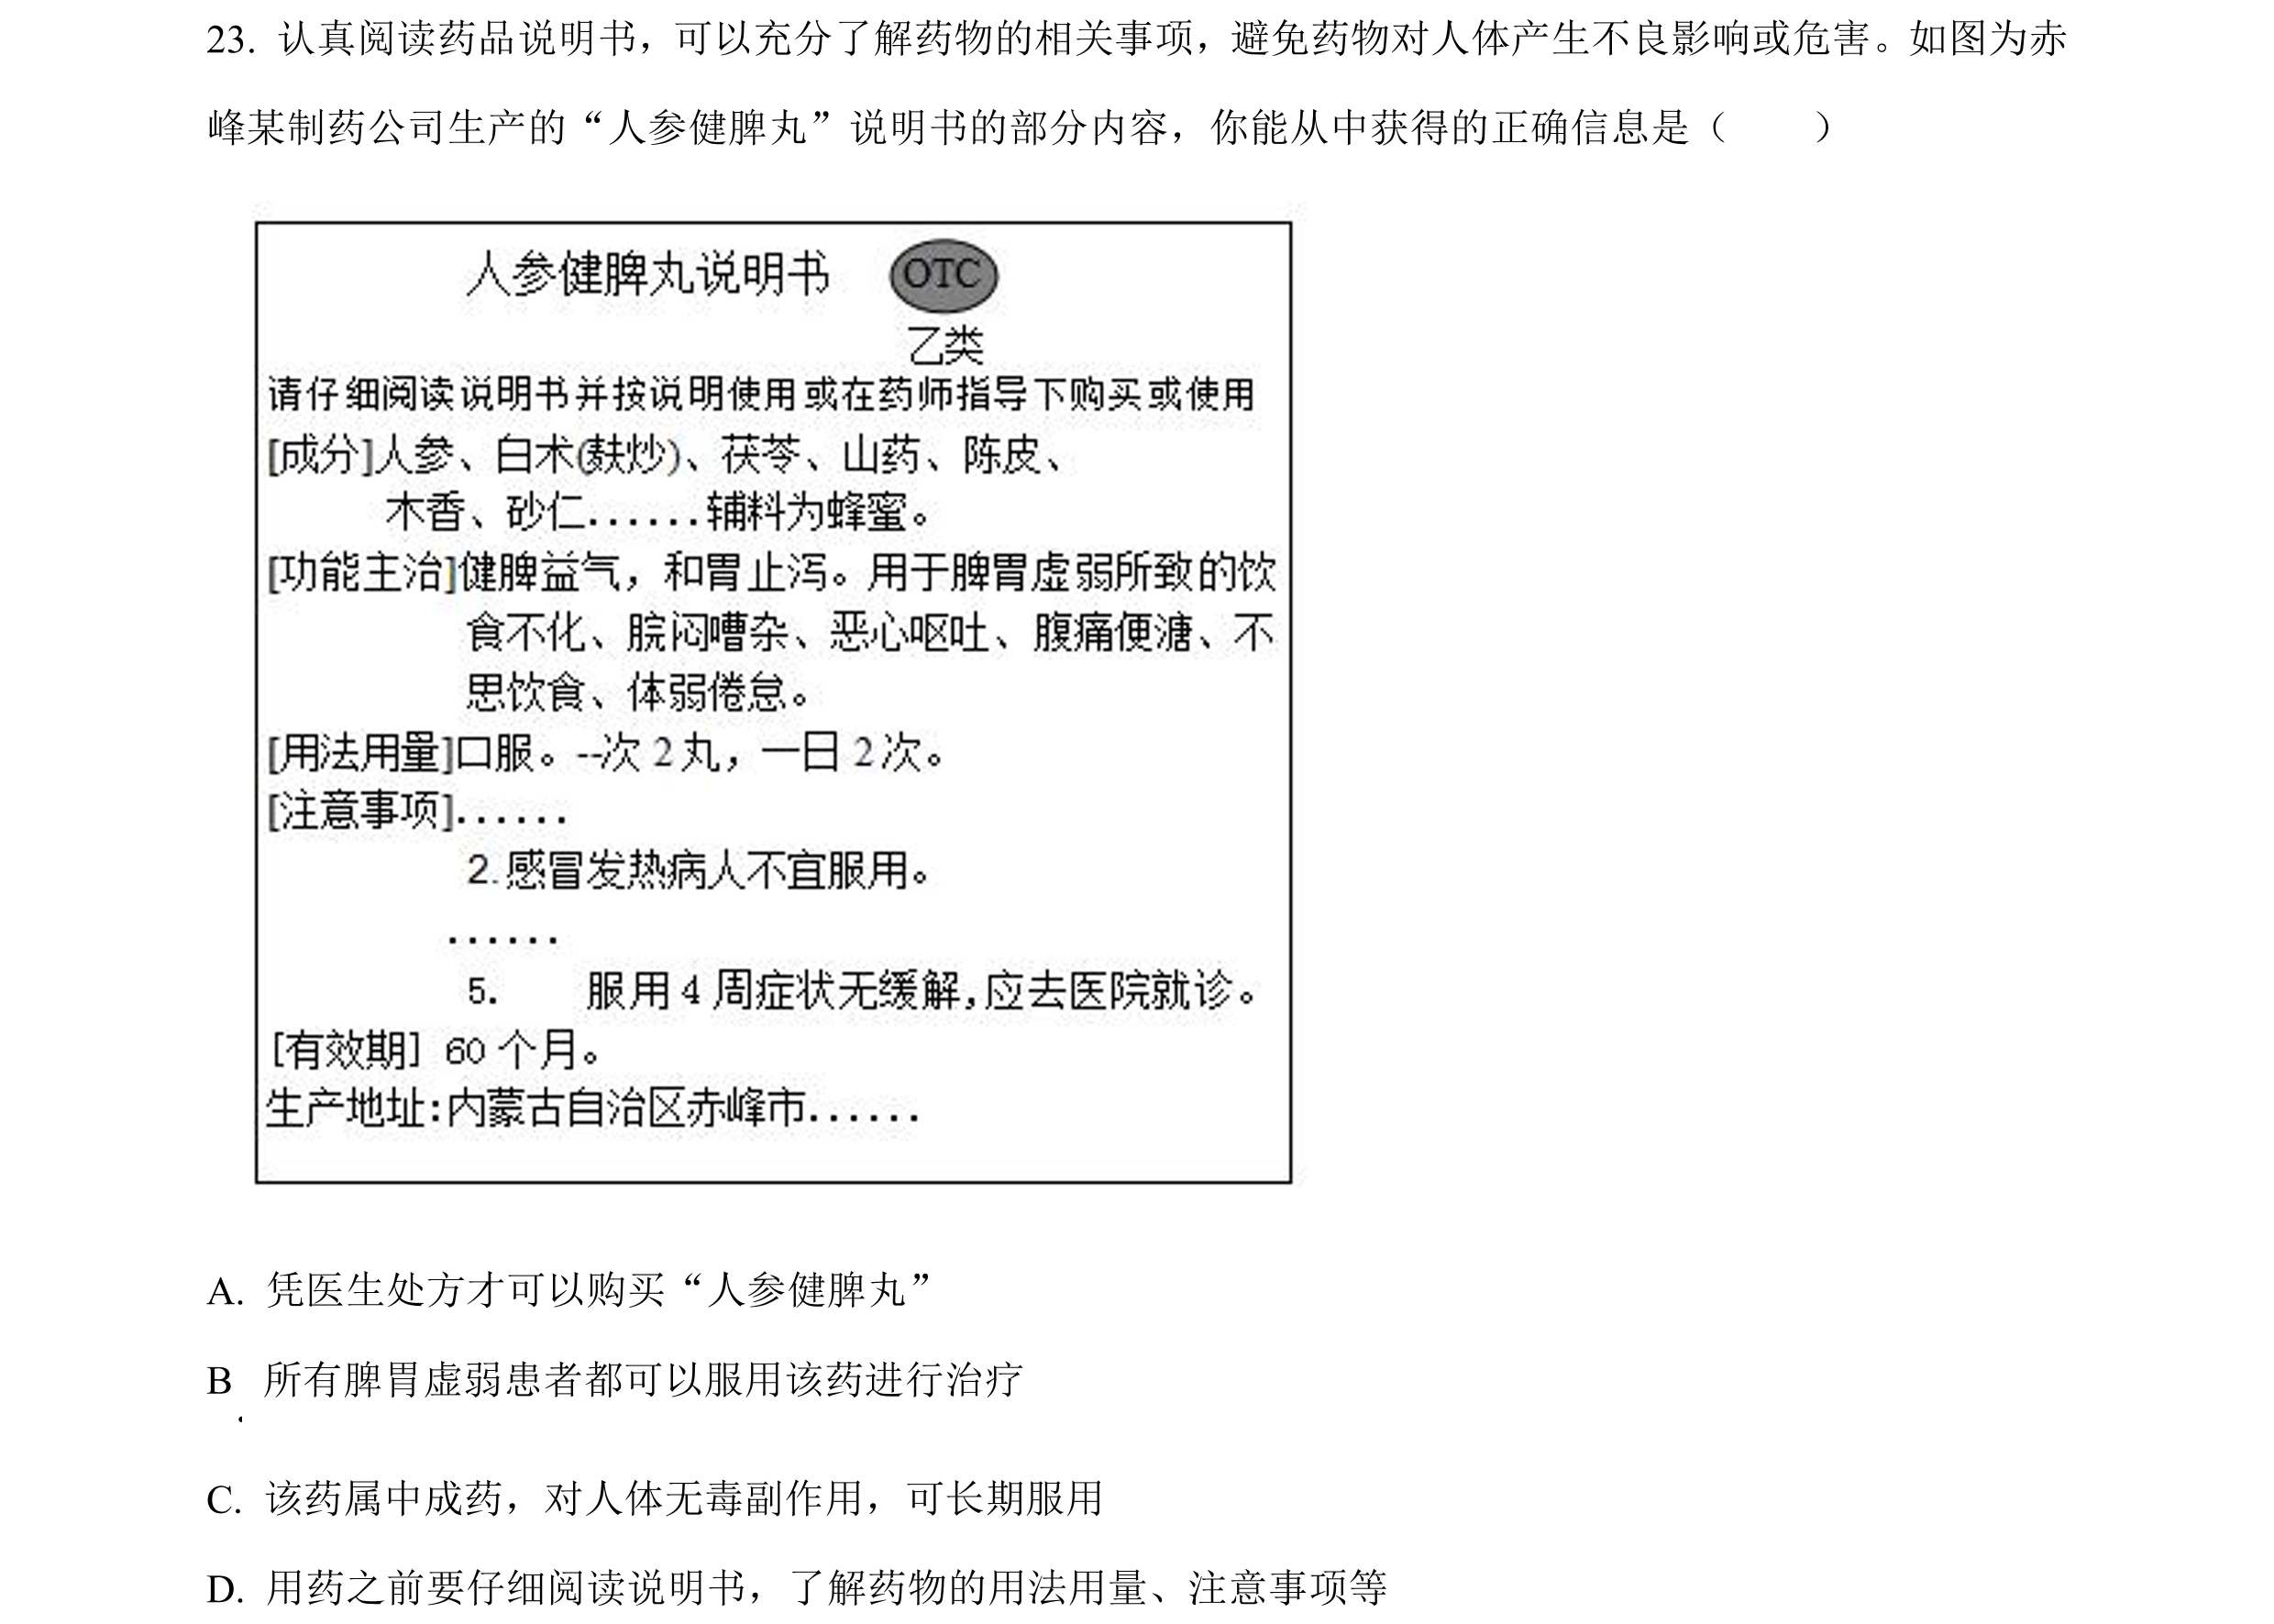 23. 认真阅读药品说明书，可以充分了解药物的相关事项，避免药物对人体产生不良影响或危害。如图为赤
峰某制药公司生产的“人参健脾丸”说明书的部分内容，你能从中获得的正确信息是（　　）
人参健脾丸说明书 OTC
乙类
请仔细阅读说明书并按说明使用或在药师指导下购买或使用
[成分]人参、白术(麸炒)、茯苓、山药、陈皮、
木香、砂仁......辅料为蜂蜜。
[功能主治]健脾益气，和胃止泻。用于脾胃虚弱所致的饮
食不化、脘闷嘈杂、恶心呕吐、腹痛便溏、不
思饮食、体弱倦怠。
[用法用量]口服。--次 2 丸，一日 2 次。
[注意事项]......
2.感冒发热病人不宜服用。
......
5. 服用 4 周症状无缓解,应去医院就诊。
[有效期] 60 个月。
生产地址:内蒙古自治区赤峰市......
A. 凭医生处方才可以购买“人参健脾丸”
B. 所有脾胃虚弱患者都可以服用该药进行治疗
C. 该药属中成药，对人体无毒副作用，可长期服用
D. 用药之前要仔细阅读说明书，了解药物的用法用量、注意事项等